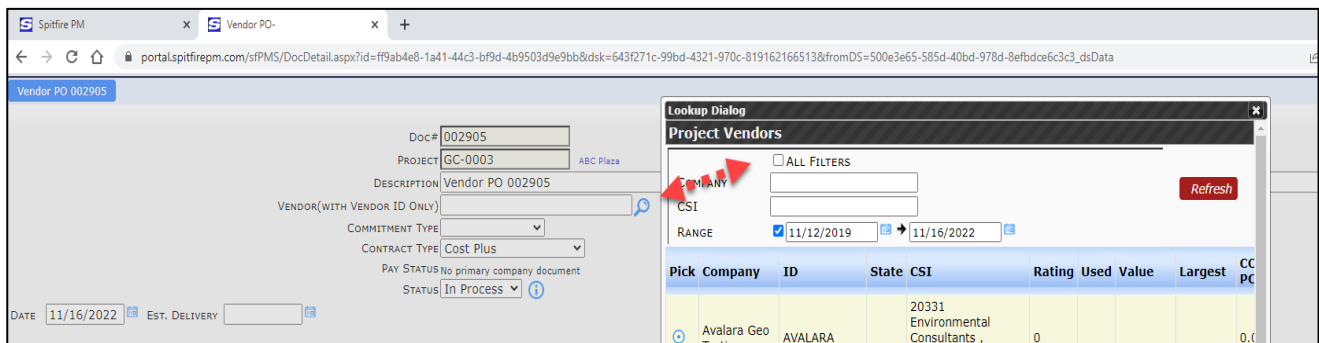 Spitfire PM
Vendor PO-
portal.spitfirepm.com/sfPMS/DocDetail.aspx?id=ff9ab4e8-1a41-44c3-bf9d-4b9503d9e9bb&dsk=643f271c-99bd-4321-970c-819162166513&fromDS=500e3e65-585d-40bd-978d-8efbdce6c3c3_dsData
Vendor PO 002905
Doc# 002905
PROJECT GC-0003 ABC Plaza
DESCRIPTION Vendor PO 002905
VENDOR(WITH VENDOR ID ONLY)
COMMITMENT TYPE
CONTRACT TYPE Cost Plus
PAY STATUS No primary company document
STATUS In Process
DATE 11/16/2022 EST. DELIVERY
Lookup Dialog
Project Vendors
ALL FILTERS
COMPANY
CSI
Refresh
RANGE 11/12/2019 11/16/2022
Pick Company ID State CSI Rating Used Value Largest
20331
Environmental
Avalara Geo AVALARA Consultants , 0